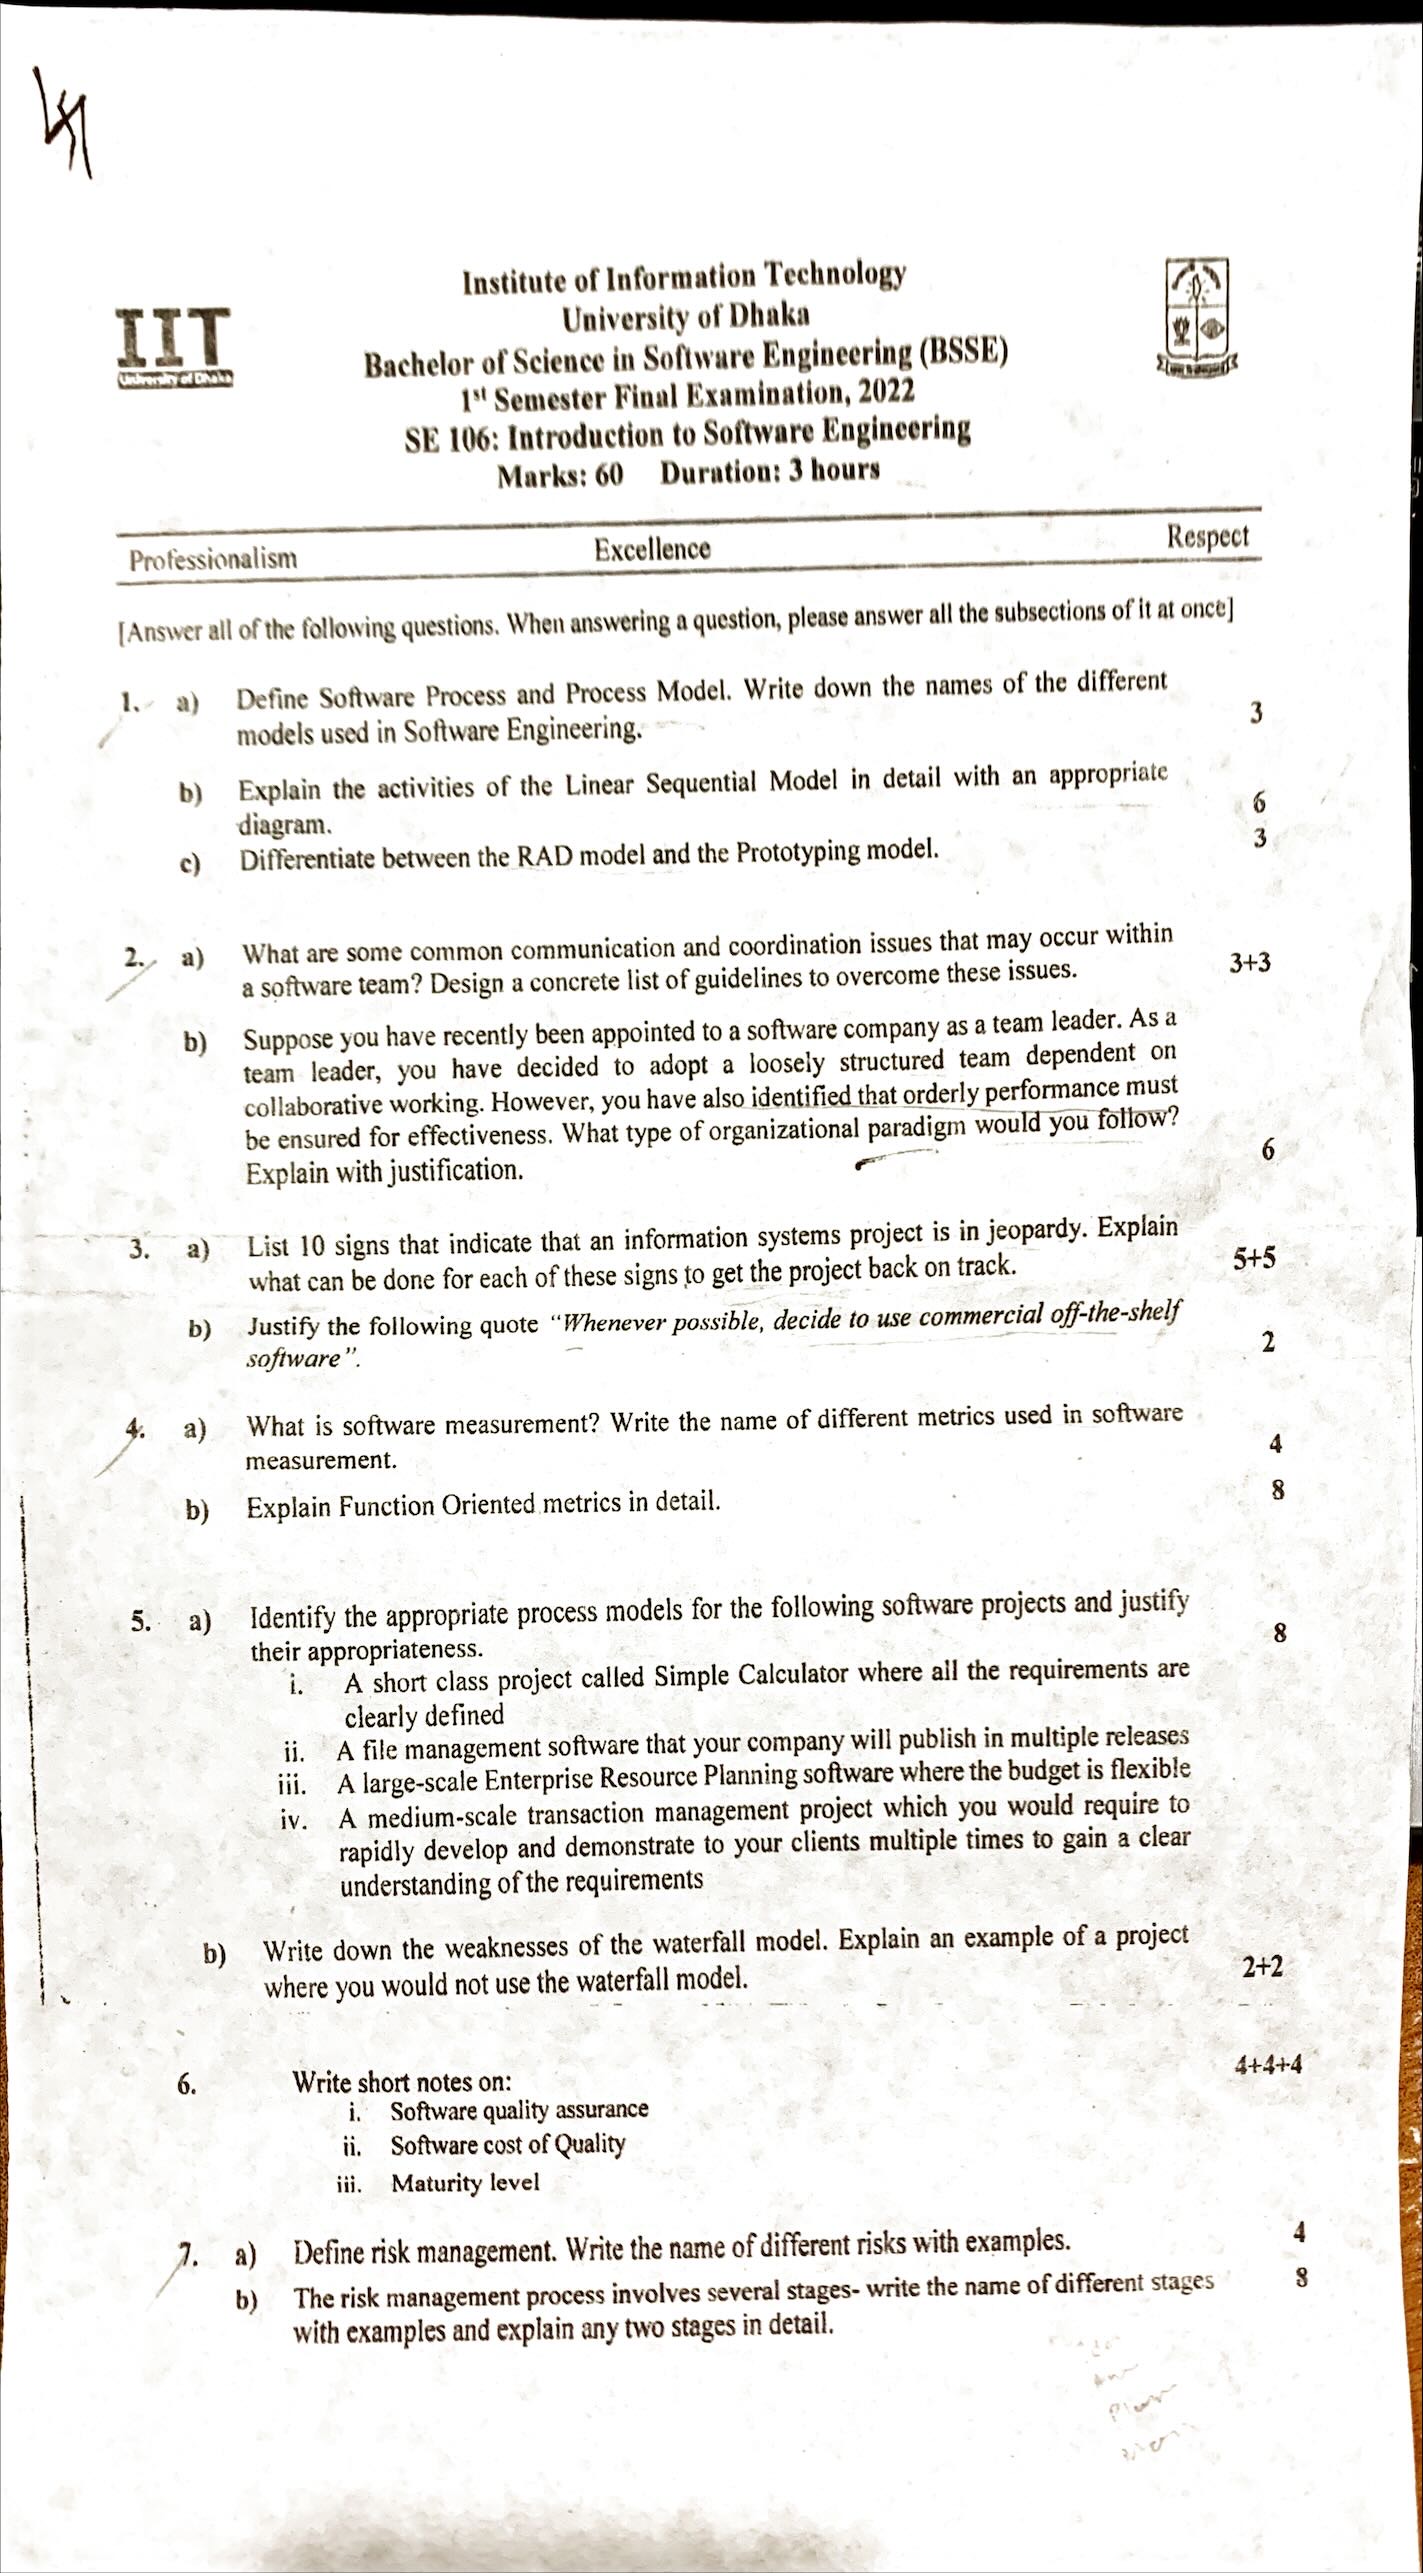 Institute of Information Technology
University of Dhaka
Bachelor of Science in Software Engineering (BSSE)
1st Semester Final Examination, 2022
SE 106: Introduction to Software Engineering
Marks: 60 Duration: 3 hours
IIT
University of Dhaka
Professionalism Excellence Respect
[Answer all of the following questions. When answering a question, please answer all the subsections of it at once]
1. a) Define Software Process and Process Model. Write down the names of the different
models used in Software Engineering. 3
b) Explain the activities of the Linear Sequential Model in detail with an appropriate
diagram. 6
c) Differentiate between the RAD model and the Prototyping model. 3
2. a) What are some common communication and coordination issues that may occur within
a software team? Design a concrete list of guidelines to overcome these issues. 3+3
b) Suppose you have recently been appointed to a software company as a team leader. As a
team leader, you have decided to adopt a loosely structured team dependent on
collaborative working. However, you have also identified that orderly performance must
be ensured for effectiveness. What type of organizational paradigm would you follow?
Explain with justification. 6
3. a) List 10 signs that indicate that an information systems project is in jeopardy. Explain
what can be done for each of these signs to get the project back on track. 5+5
b) Justify the following quote “Whenever possible, decide to use commercial off-the-shelf
software”. 2
4. a) What is software measurement? Write the name of different metrics used in software
measurement. 4
b) Explain Function Oriented metrics in detail. 8
5. a) Identify the appropriate process models for the following software projects and justify
their appropriateness. 8
i. A short class project called Simple Calculator where all the requirements are
clearly defined
ii. A file management software that your company will publish in multiple releases
iii. A large-scale Enterprise Resource Planning software where the budget is flexible
iv. A medium-scale transaction management project which you would require to
rapidly develop and demonstrate to your clients multiple times to gain a clear
understanding of the requirements
b) Write down the weaknesses of the waterfall model. Explain an example of a project
where you would not use the waterfall model. 2+2
6. Write short notes on: 4+4+4
i. Software quality assurance
ii. Software cost of Quality
iii. Maturity level
7. a) Define risk management. Write the name of different risks with examples. 4
b) The risk management process involves several stages- write the name of different stages 8
with examples and explain any two stages in detail.